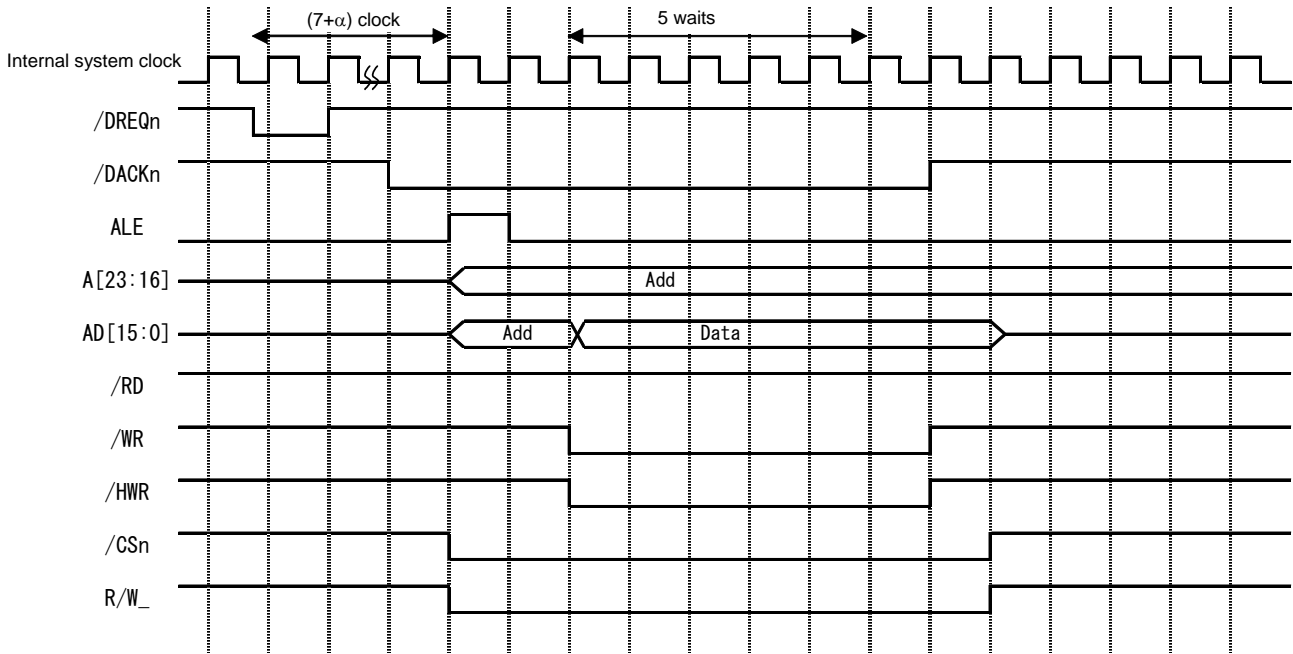 (7+α) clock
5 waits
Internal system clock
/DREQn
/DACKn
ALE
A[23:16]
Add
AD[15:0]
Add
Data
/RD
/WR
/HWR
/CSn
R/W_